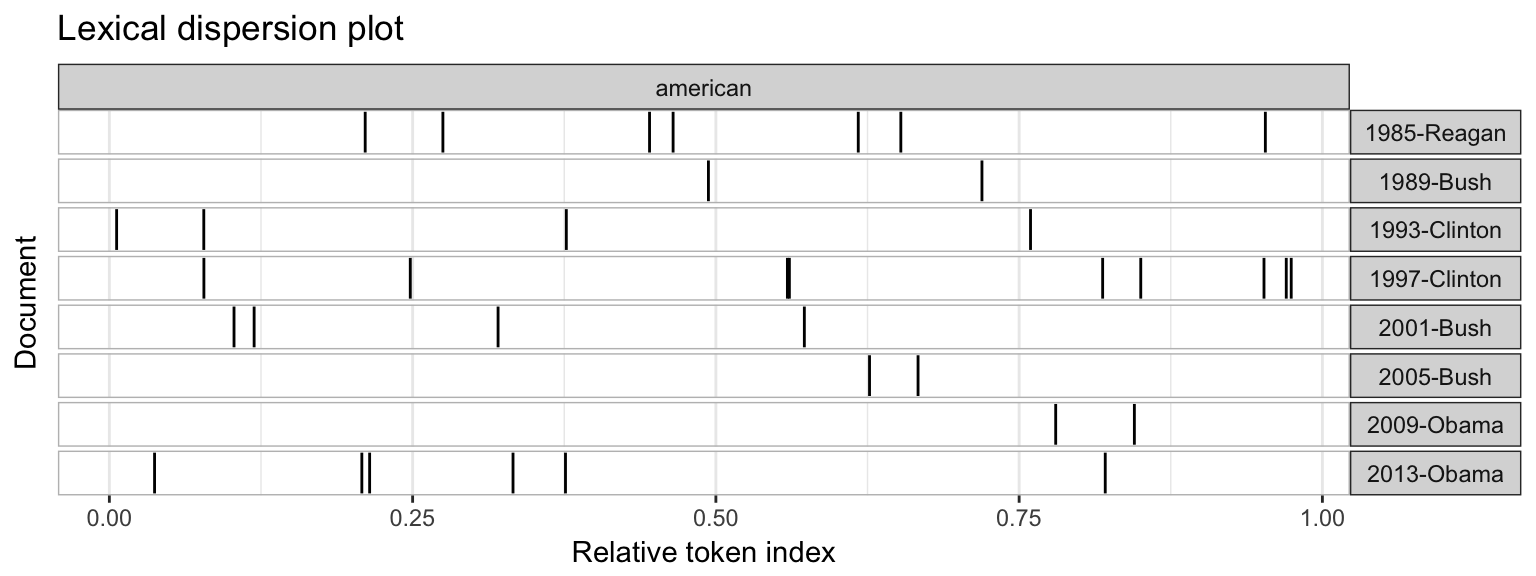 Lexical dispersion plot
american
1985-Reagan
1989-Bush
1993-Clinton
1997-Clinton
2001-Bush
2005-Bush
2009-Obama
2013-Obama
Document
0.00 0.25 0.50 0.75 1.00
Relative token index